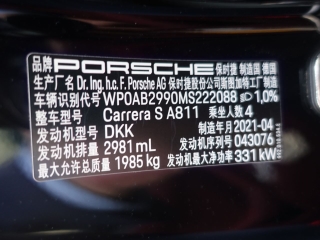 品牌 PORSCHE 保时捷 制造国 德国
生产厂名 Dr. Ing. h.c. F. Porsche AG 保时捷股份公司斯图加特工厂制造
车辆识别代号 WP0AB2990MS222088 1,0%
整车型号 Carrera S A811 乘坐人数 4
发动机型号 DKK 制造年月 2021-04
发动机排量 2981 mL 发动机序列号 043076
最大允许总质量 1985 kg 发动机最大净功率 331 kW